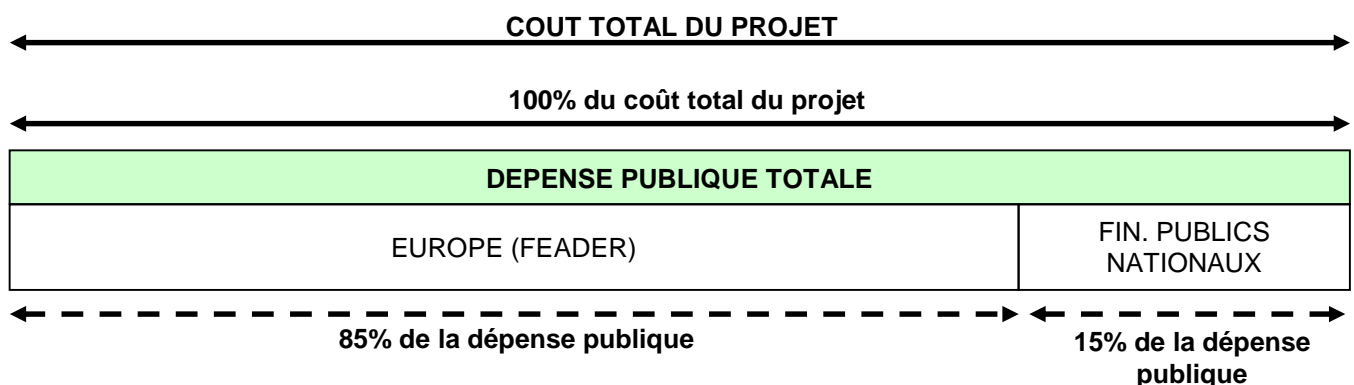 COUT TOTAL DU PROJET
100% du coût total du projet
DEPENSE PUBLIQUE TOTALE
EUROPE (FEADER)
FIN. PUBLICS
NATIONAUX
85% de la dépense publique
15% de la dépense
publique